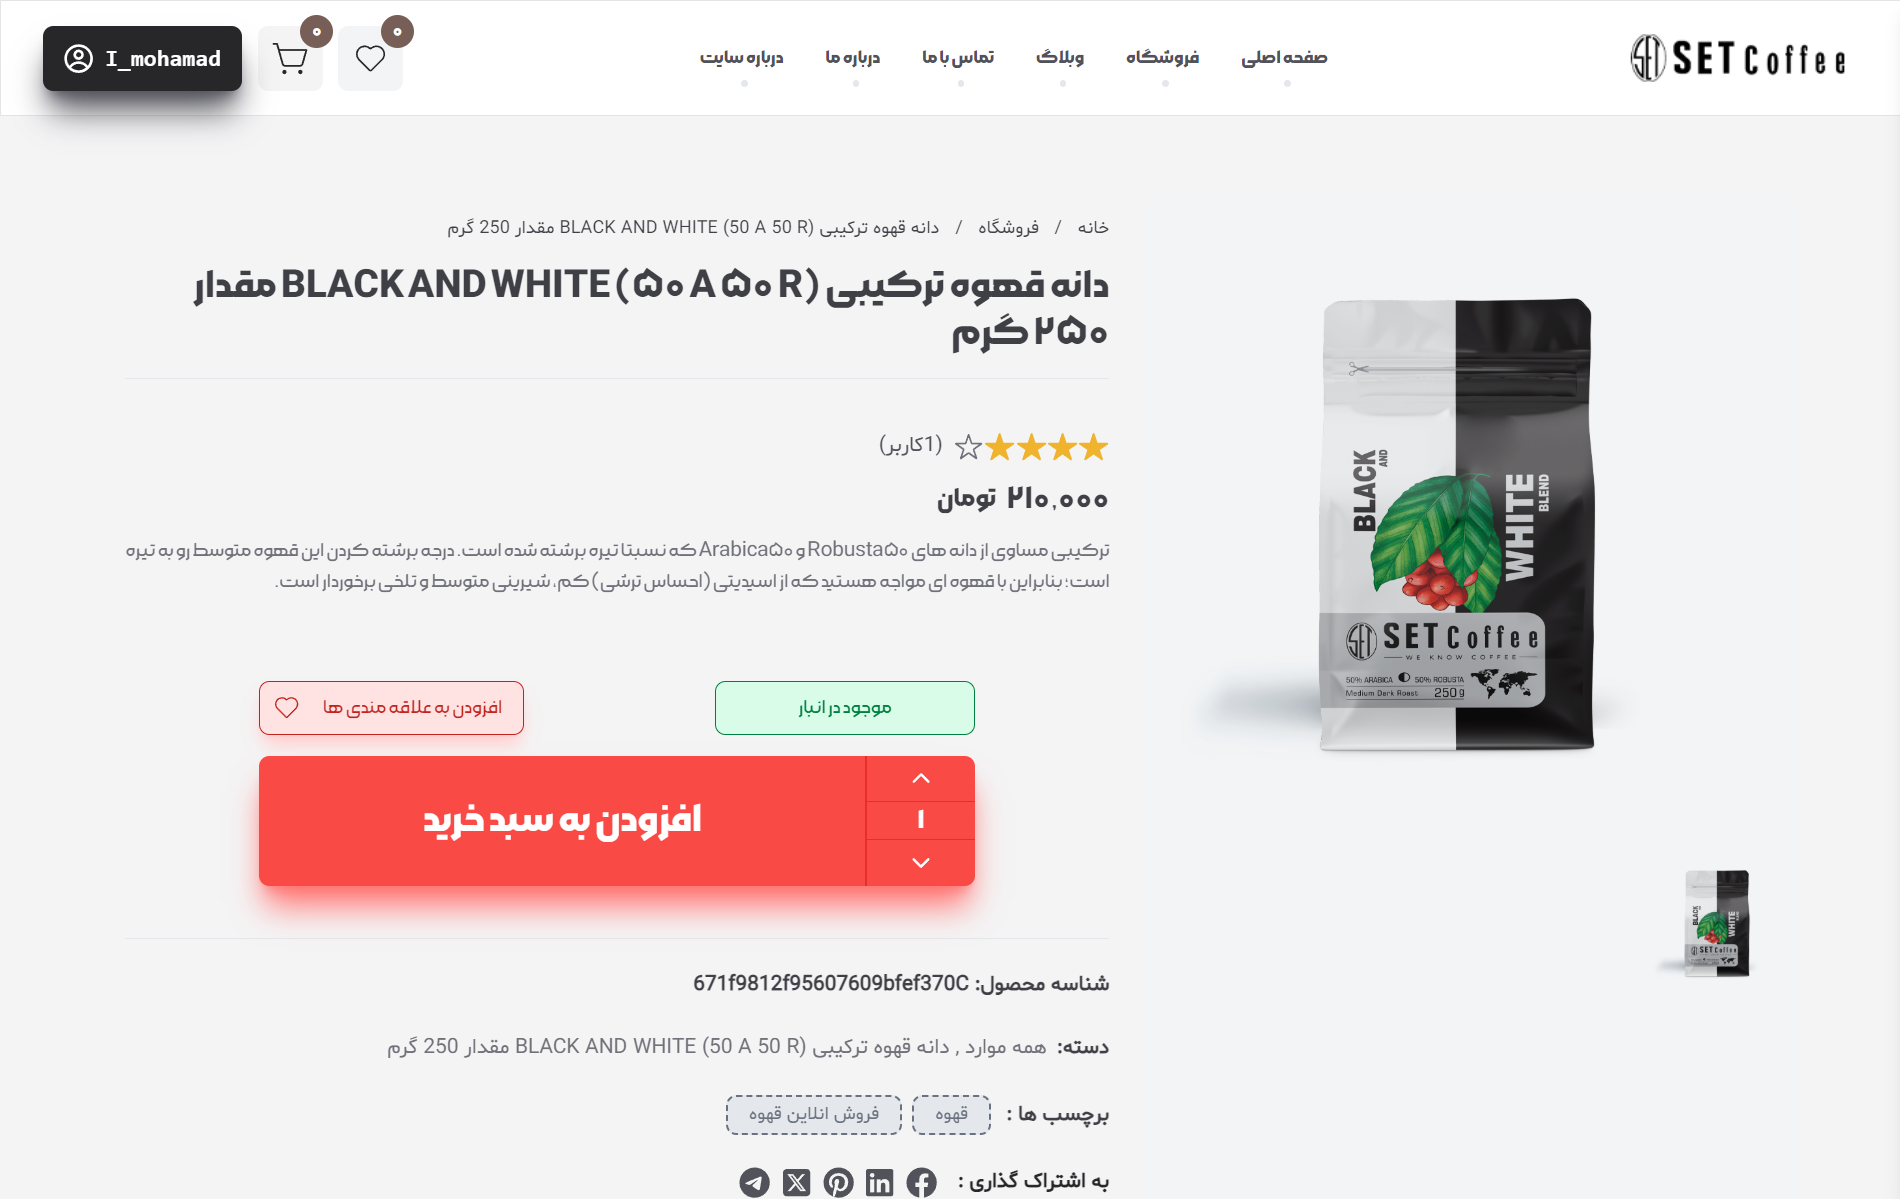 SET Coffee
صفحه اصلی
فروشگاه
وبلاگ
تماس با ما
درباره ما
درباره سایت
۰
۰
I_mohamad
خانه / فروشگاه / دانه قهوه ترکیبی BLACK AND WHITE (50 A 50 R) مقدار 250 گرم
دانه قهوه ترکیبی BLACK AND WHITE (۵۰ A ۵۰ R) مقدار
۲۵۰ گرم
(1کاربر)
۲۱۰,۰۰۰ تومان
ترکیبی مساوی از دانه های Robusta۵۰ و Arabica۵۰ که نسبتا تیره برشته شده است. درجه برشته کردن این قهوه متوسط رو به تیره
است؛ بنابراین با قهوه ای مواجه هستید که از اسیدیتی (احساس ترشی) کم، شیرینی متوسط و تلخی برخوردار است.
موجود در انبار
افزودن به علاقه مندی ها
۱
افزودن به سبد خرید
شناسه محصول: 671f9812f95607609bfef370C
دسته: همه موارد , دانه قهوه ترکیبی BLACK AND WHITE (50 A 50 R) مقدار 250 گرم
برچسب ها : قهوه فروش انلاین قهوه
به اشتراک گذاری :
BLACK
AND
WHITE
BLEND
SET Coffee
WE KNOW COFFEE
50% ARABICA 50% ROBUSTA
Medium Dark Roast 250 g
BLACK
WHITE
SET Coffee